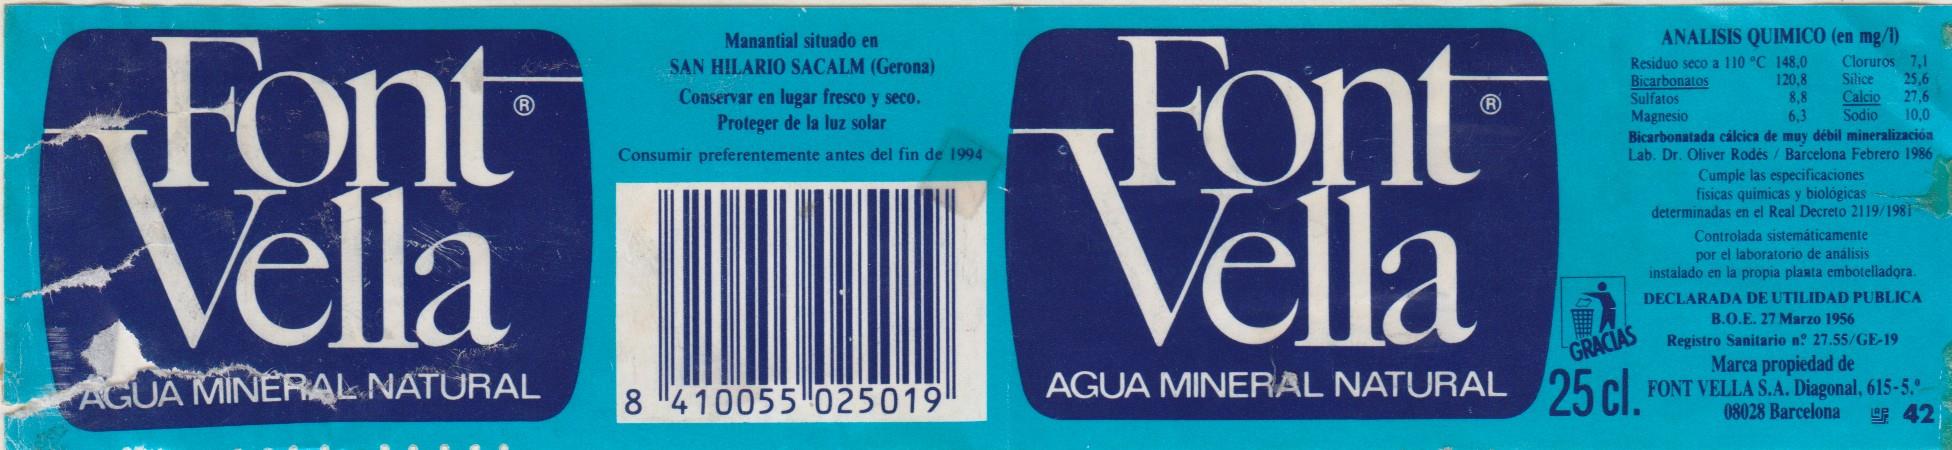 Font
Vella
®
AGUA MINERAL NATURAL
Manantial situado en
SAN HILARIO SACALM (Gerona)
Conservar en lugar fresco y seco.
Proteger de la luz solar
Consumir preferentemente antes del fin de 1994
8 410055 025019
Font
Vella
®
AGUA MINERAL NATURAL
ANALISIS QUIMICO (en mg/l)
Residuo seco a 110 °C 148,0 Cloruros 7,1
Bicarbonatos 120,8 Sílice 25,6
Sulfatos 8,8 Calcio 27,6
Magnesio 6,3 Sodio 10,0
Bicarbonatada cálcica de muy débil mineralización
Lab. Dr. Oliver Rodés / Barcelona Febrero 1986
Cumple las especificaciones
físicas químicas y biológicas
determinadas en el Real Decreto 2119/1981
Controlada sistemáticamente
por el laboratorio de análisis
instalado en la propia planta embotelladora.
DECLARADA DE UTILIDAD PUBLICA
B.O.E. 27 Marzo 1956
Registro Sanitario n.º 27.55/GE-19
Marca propiedad de
FONT VELLA S.A. Diagonal, 615-5.º
08028 Barcelona
GRACIAS
25 cl.
42